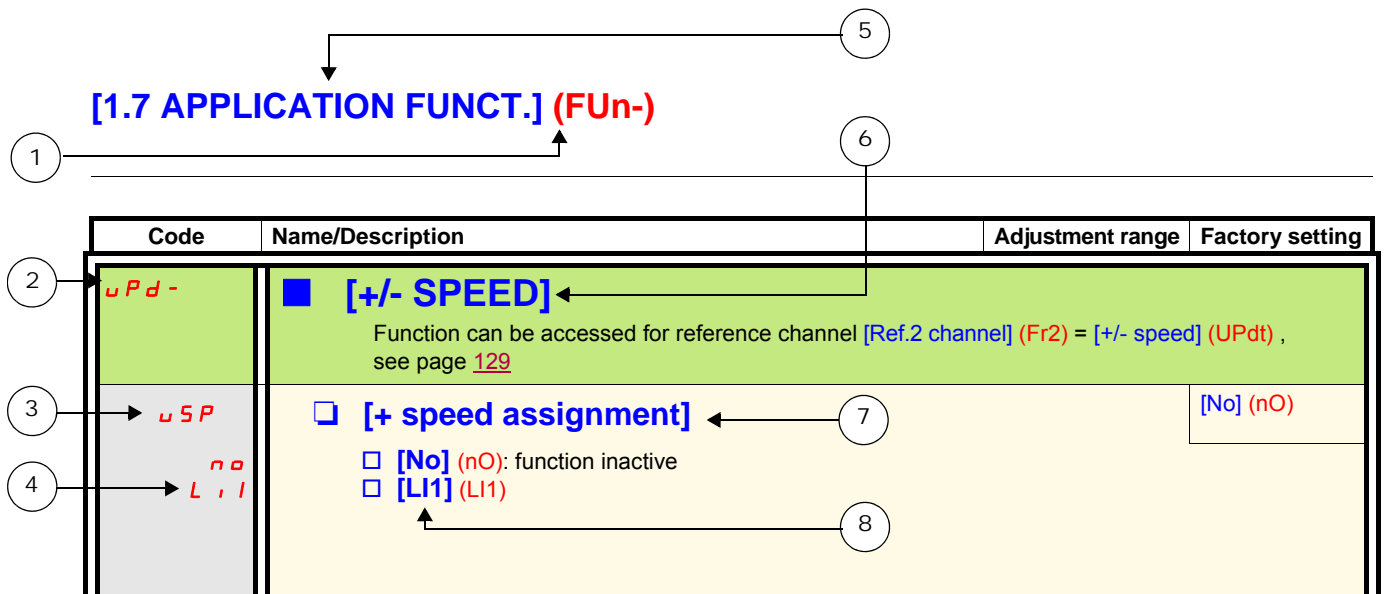 5
[1.7 APPLICATION FUNCT.] (FUn-)
1
6
Code Name/Description Adjustment range Factory setting
2
uPd-
■ [+/- SPEED]
Function can be accessed for reference channel [Ref.2 channel] (Fr2) = [+/- speed] (UPdt) ,
see page 129
3
uSP
❏ [+ speed assignment]
7
[No] (nO)
no
□ [No] (nO): function inactive
4
LiI
□ [LI1] (LI1)
8